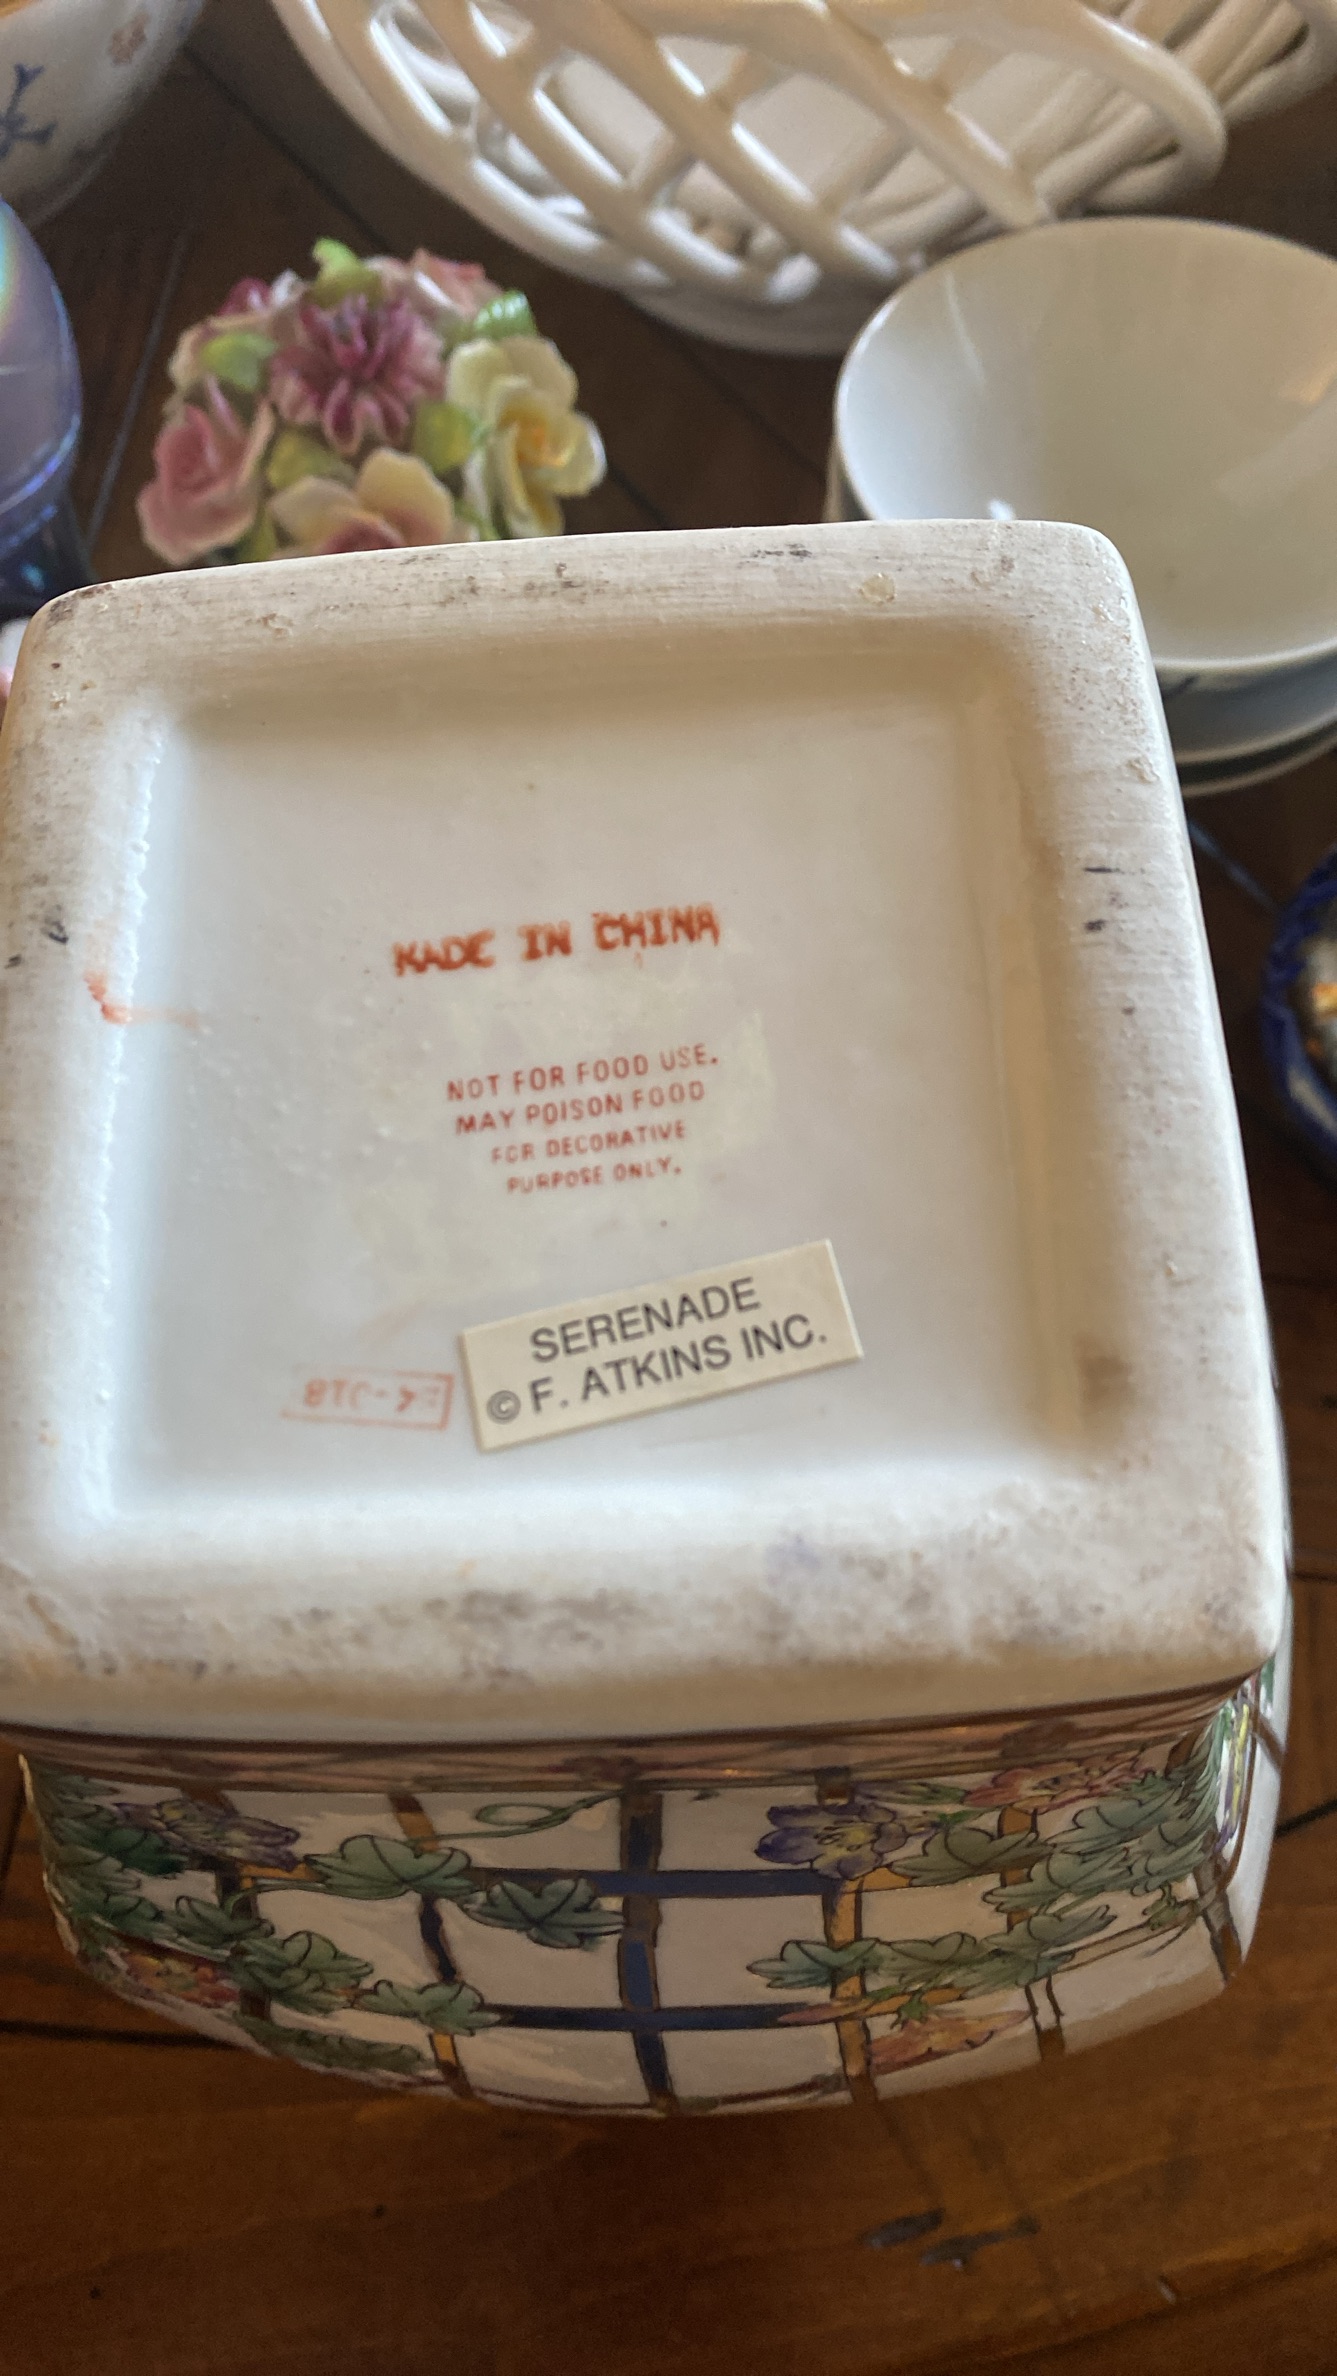 MADE IN CHINA
NOT FOR FOOD USE.
MAY POISON FOOD
FOR DECORATIVE
PURPOSE ONLY.
SERENADE
© F. ATKINS INC.